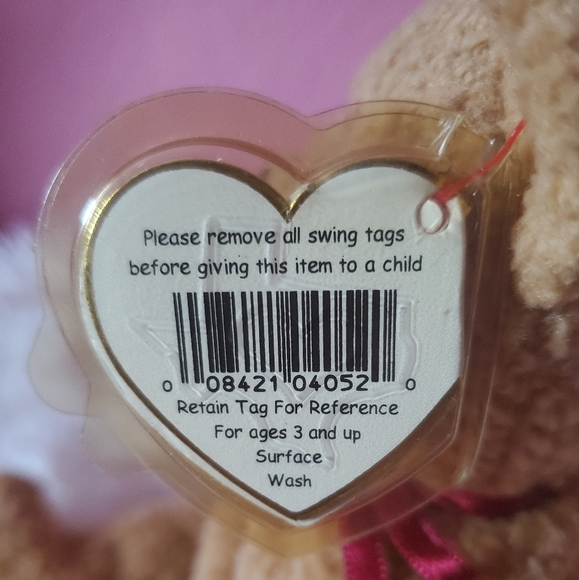 Please remove all swing tags
before giving this item to a child
0 08421 04052 0
Retain Tag For Reference
For ages 3 and up
Surface
Wash